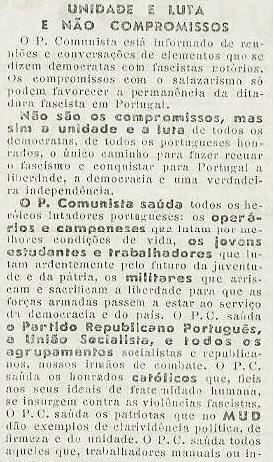 UNIDADE E LUTA
E NÃO COMPROMISSOS
O P. Comunista está informado de reu-
niões e conversações de elementos que se
dizem democratas com fascistas notórios.
Os compromissos com o salazarismo só
podem favorecer a permanência da dita-
dura fascista em Portugal.
Não são os compromissos, mas
sim a unidade e a luta de todos os
democratas, de todos os portugueses hon-
rados, o único caminho para fazer recuar
o fascismo e conquistar para Portugal a
liberdade, a democracia e uma verdadei-
ra independência.
O P. Comunista saúda todos os he-
róicos lutadores portugueses: os operá-
rios e camponeses que lutam por me-
lhores condições de vida, os jovens
estudantes e trabalhadores que lu-
tam ardentemente pelo futuro da juventu-
de e da pátria, os militares que arris-
cam e sacrificam a liberdade para que as
forças armadas passem a estar ao serviço
da democracia e do país. O P.C. saúda
o Partido Republicano Português,
a União Socialista, e todos os
agrupamentos socialistas e republica-
nos, nossos irmãos de combate. O P.C.
saúda os honrados católicos que, fieis
aos seus ideais de fraternidade humana,
se insurgem contra as violências fascistas.
O P.C. saúda os patriotas que no MUD
dão exemplos de clarividência política, de
firmeza e de unidade. O P.C. saúda todos
aqueles que, trabalhadores manuais ou in-